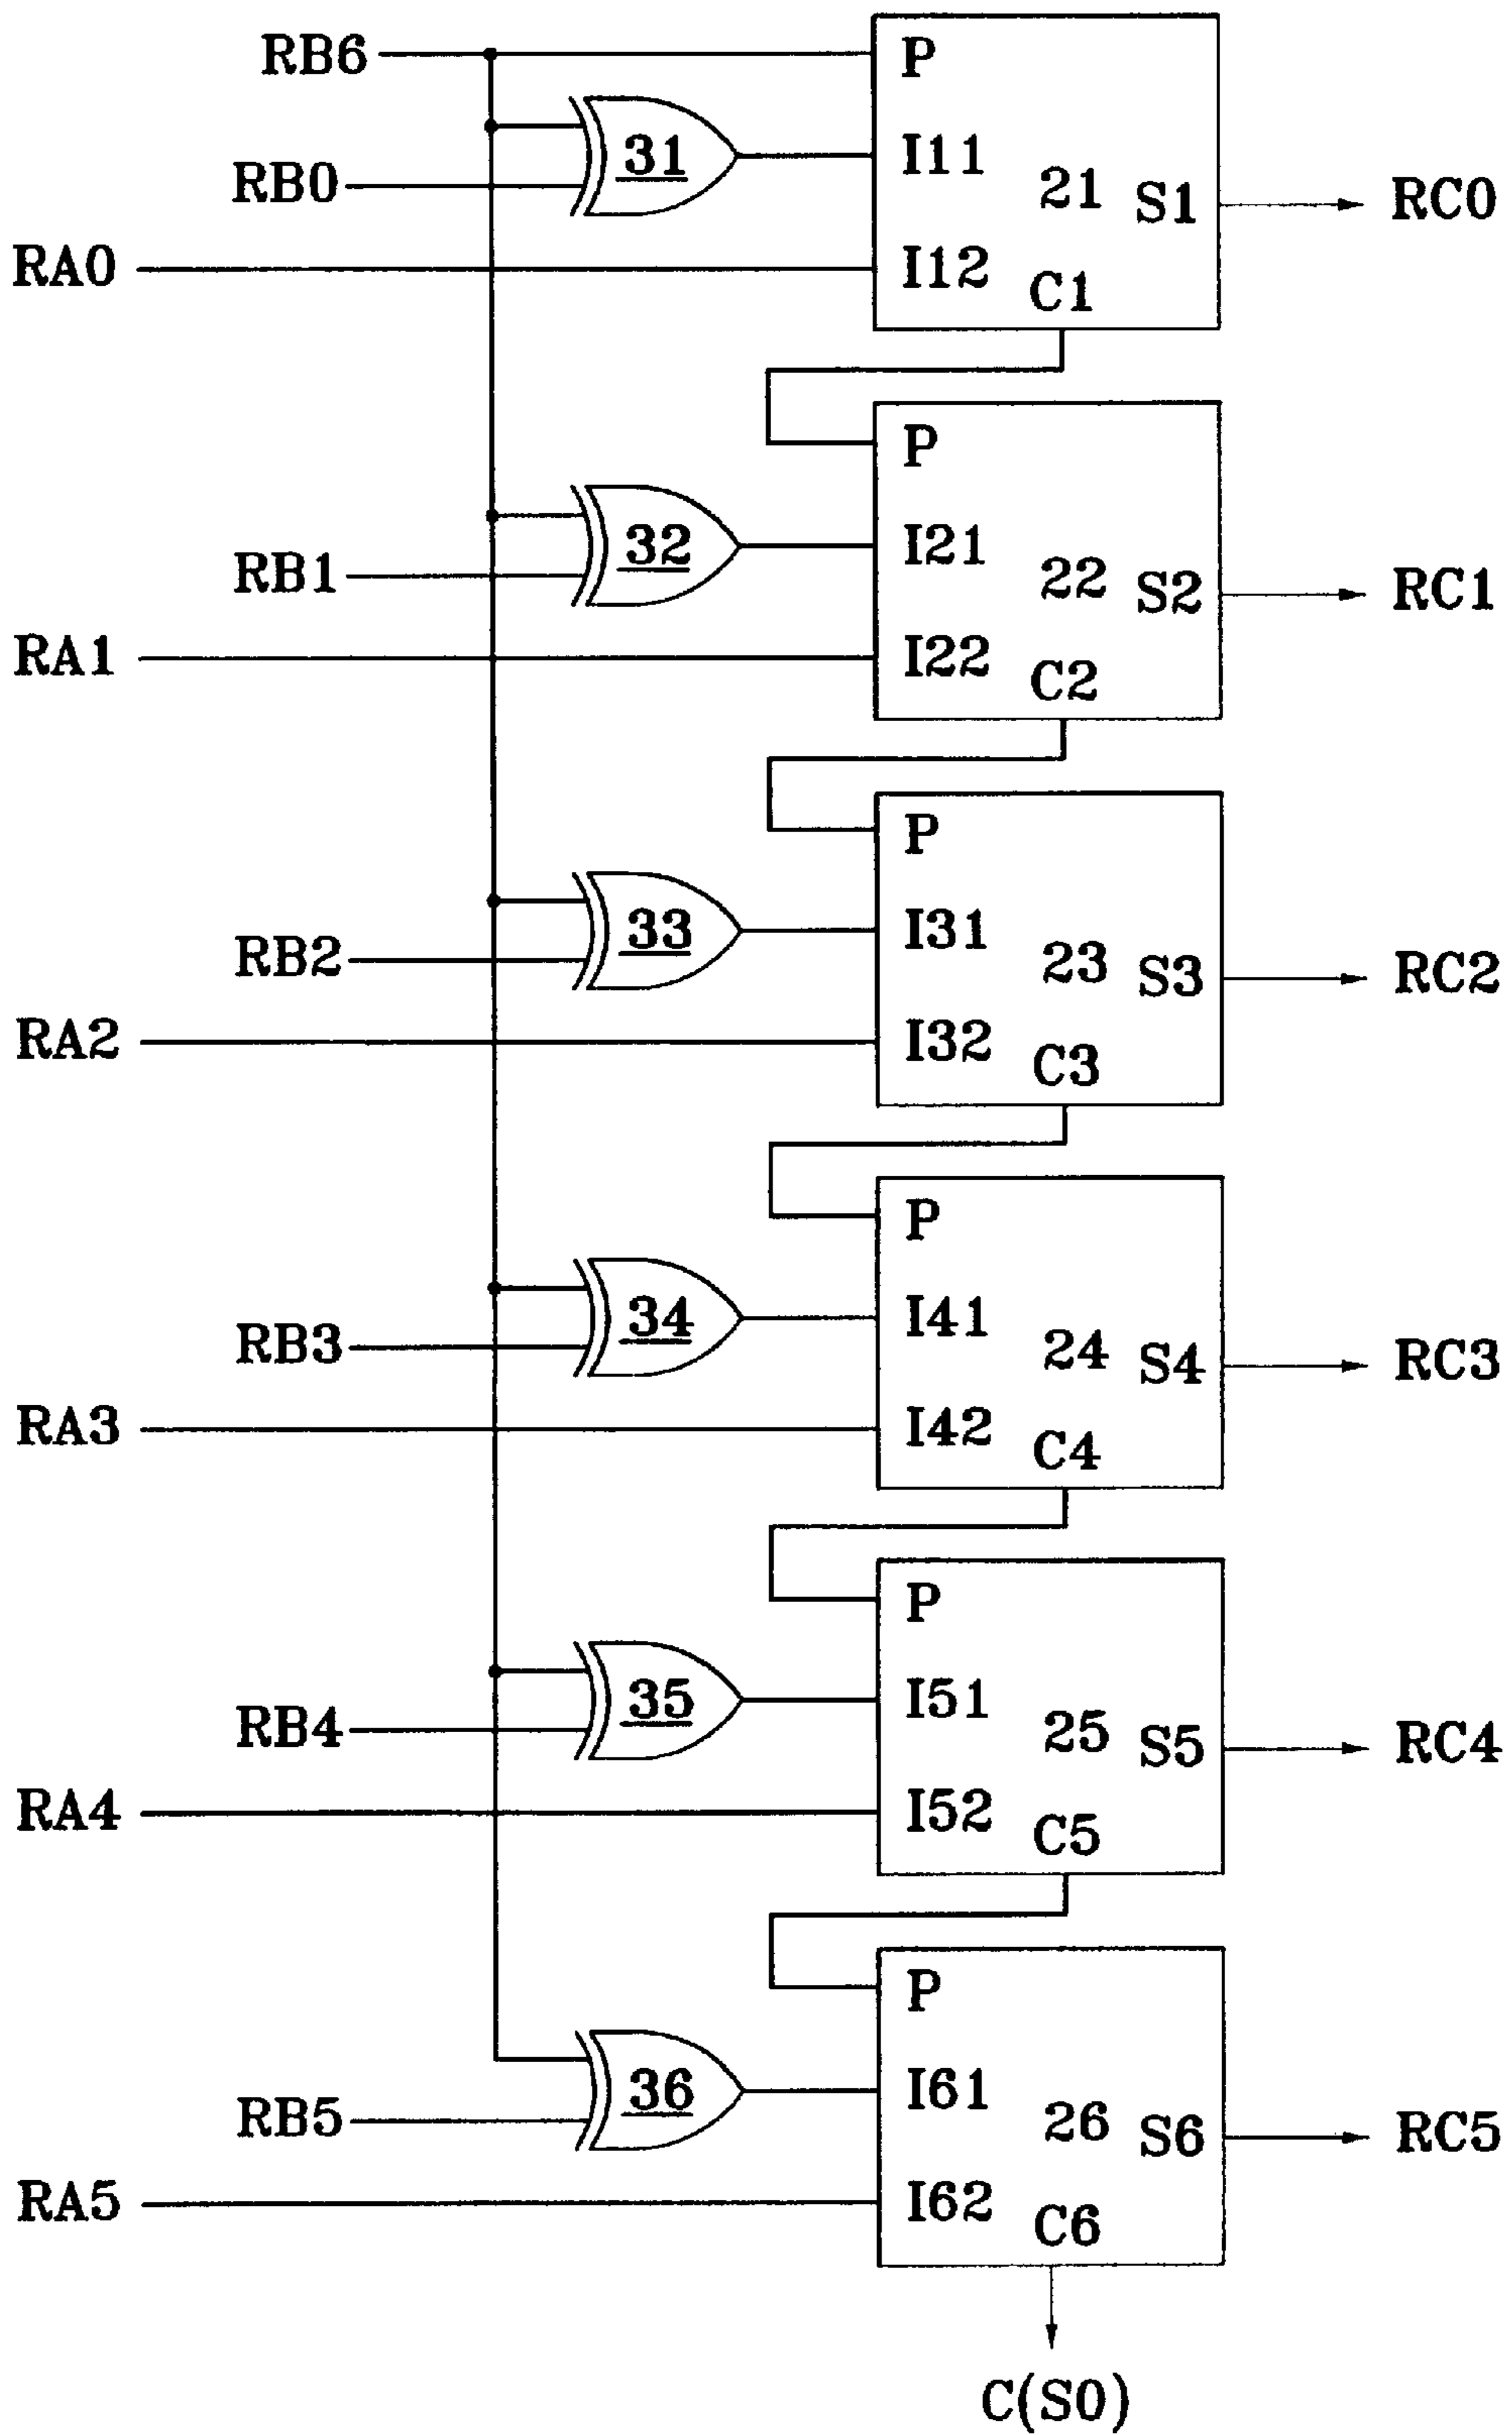 RB6
P
31
I11
RB0
21
S1
RC0
RA0
I12
C1
P
32
I21
RB1
22
S2
RC1
RA1
I22
C2
P
33
I31
RB2
23
S3
RC2
RA2
I32
C3
P
34
I41
RB3
24
S4
RC3
RA3
I42
C4
P
35
I51
RB4
25
S5
RC4
RA4
I52
C5
P
36
I61
RB5
26
S6
RC5
RA5
I62
C6
C(S0)